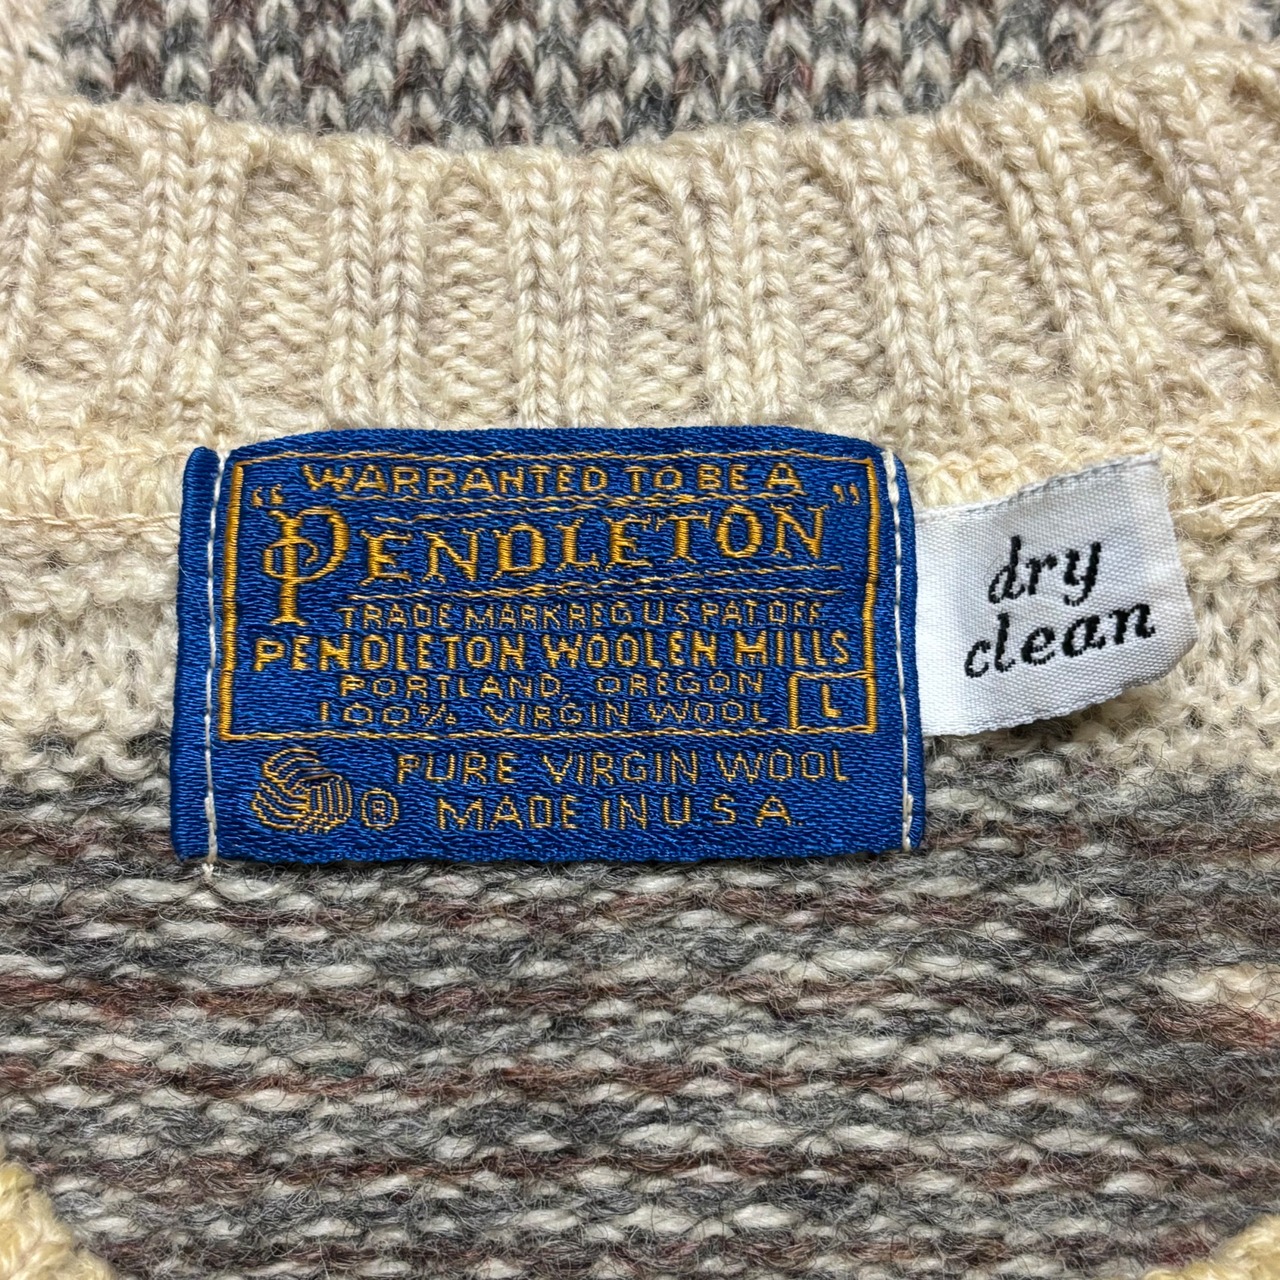 WARRANTED TO BE A
"PENDLETON"
TRADE MARK REG U S PAT. OFF.
PENDLETON WOOLEN MILLS
PORTLAND, OREGON
100% VIRGIN WOOL
L
PURE VIRGIN WOOL
® MADE IN U S A.
dry
clean